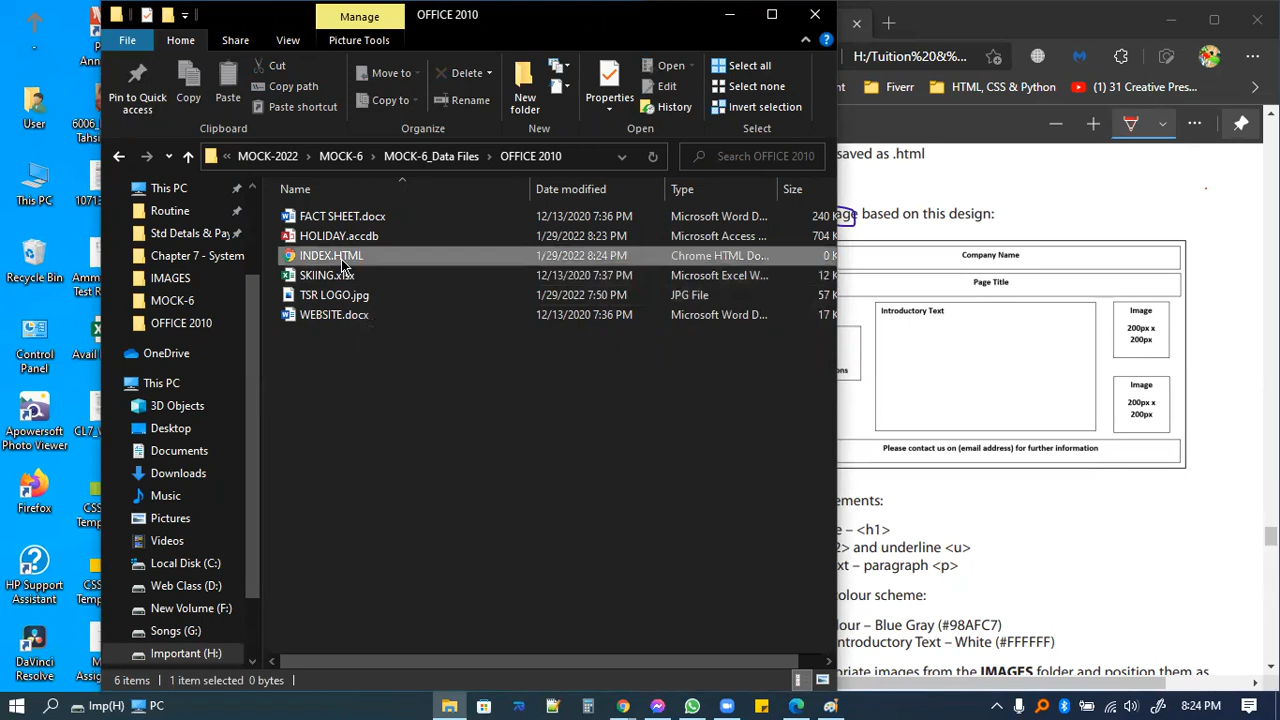 Manage
OFFICE 2010
File
Home
Share
View
Picture Tools
Pin to Quick access
Copy
Paste
Cut
Copy path
Paste shortcut
Clipboard
Move to
Copy to
Delete
Rename
Organize
New folder
New
Properties
Open
Edit
History
Open
Select all
Select none
Invert selection
Select
MOCK-2022
MOCK-6
MOCK-6_Data Files
OFFICE 2010
Search OFFICE 2010
Name
Date modified
Type
Size
FACT SHEET.docx 12/13/2020 7:36 PM Microsoft Word D... 240 K
HOLIDAY.accdb 1/29/2022 8:23 PM Microsoft Access ... 704 K
INDEX.HTML 1/29/2022 8:24 PM Chrome HTML Do... 0 K
SKIING.xlsx 12/13/2020 7:37 PM Microsoft Excel W... 12 K
TSR LOGO.jpg 1/29/2022 7:50 PM JPG File 57 K
WEBSITE.docx 12/13/2020 7:36 PM Microsoft Word D... 17 K
This PC
Routine
Std Details & Pay
Chapter 7 - System
IMAGES
MOCK-6
OFFICE 2010
OneDrive
This PC
3D Objects
Desktop
Documents
Downloads
Music
Pictures
Videos
Local Disk (C:)
Web Class (D:)
New Volume (F:)
Songs (G:)
Important (H:)
6 items
1 item selected 0 bytes
User
This PC
Recycle Bin
Control Panel
Apowersoft Photo Viewer
Firefox
HP Support Assistant
DaVinci Resolve
H:/Tuition%20&%...
Fiverr
HTML, CSS & Python
(1) 31 Creative Pres...
saved as .html
age based on this design:
Company Name
Page Title
Introductory Text
Image
200px x
200px
ons
Image
200px x
200px
Please contact us on (email address) for further information
ements:
e – <h1>
2> and underline <u>
xt – paragraph <p>
colour scheme:
our – Blue Gray (#98AFC7)
ntroductory Text – White (#FFFFFF)
priate images from the IMAGES folder and position them as
Imp(H)
PC
8:24 PM